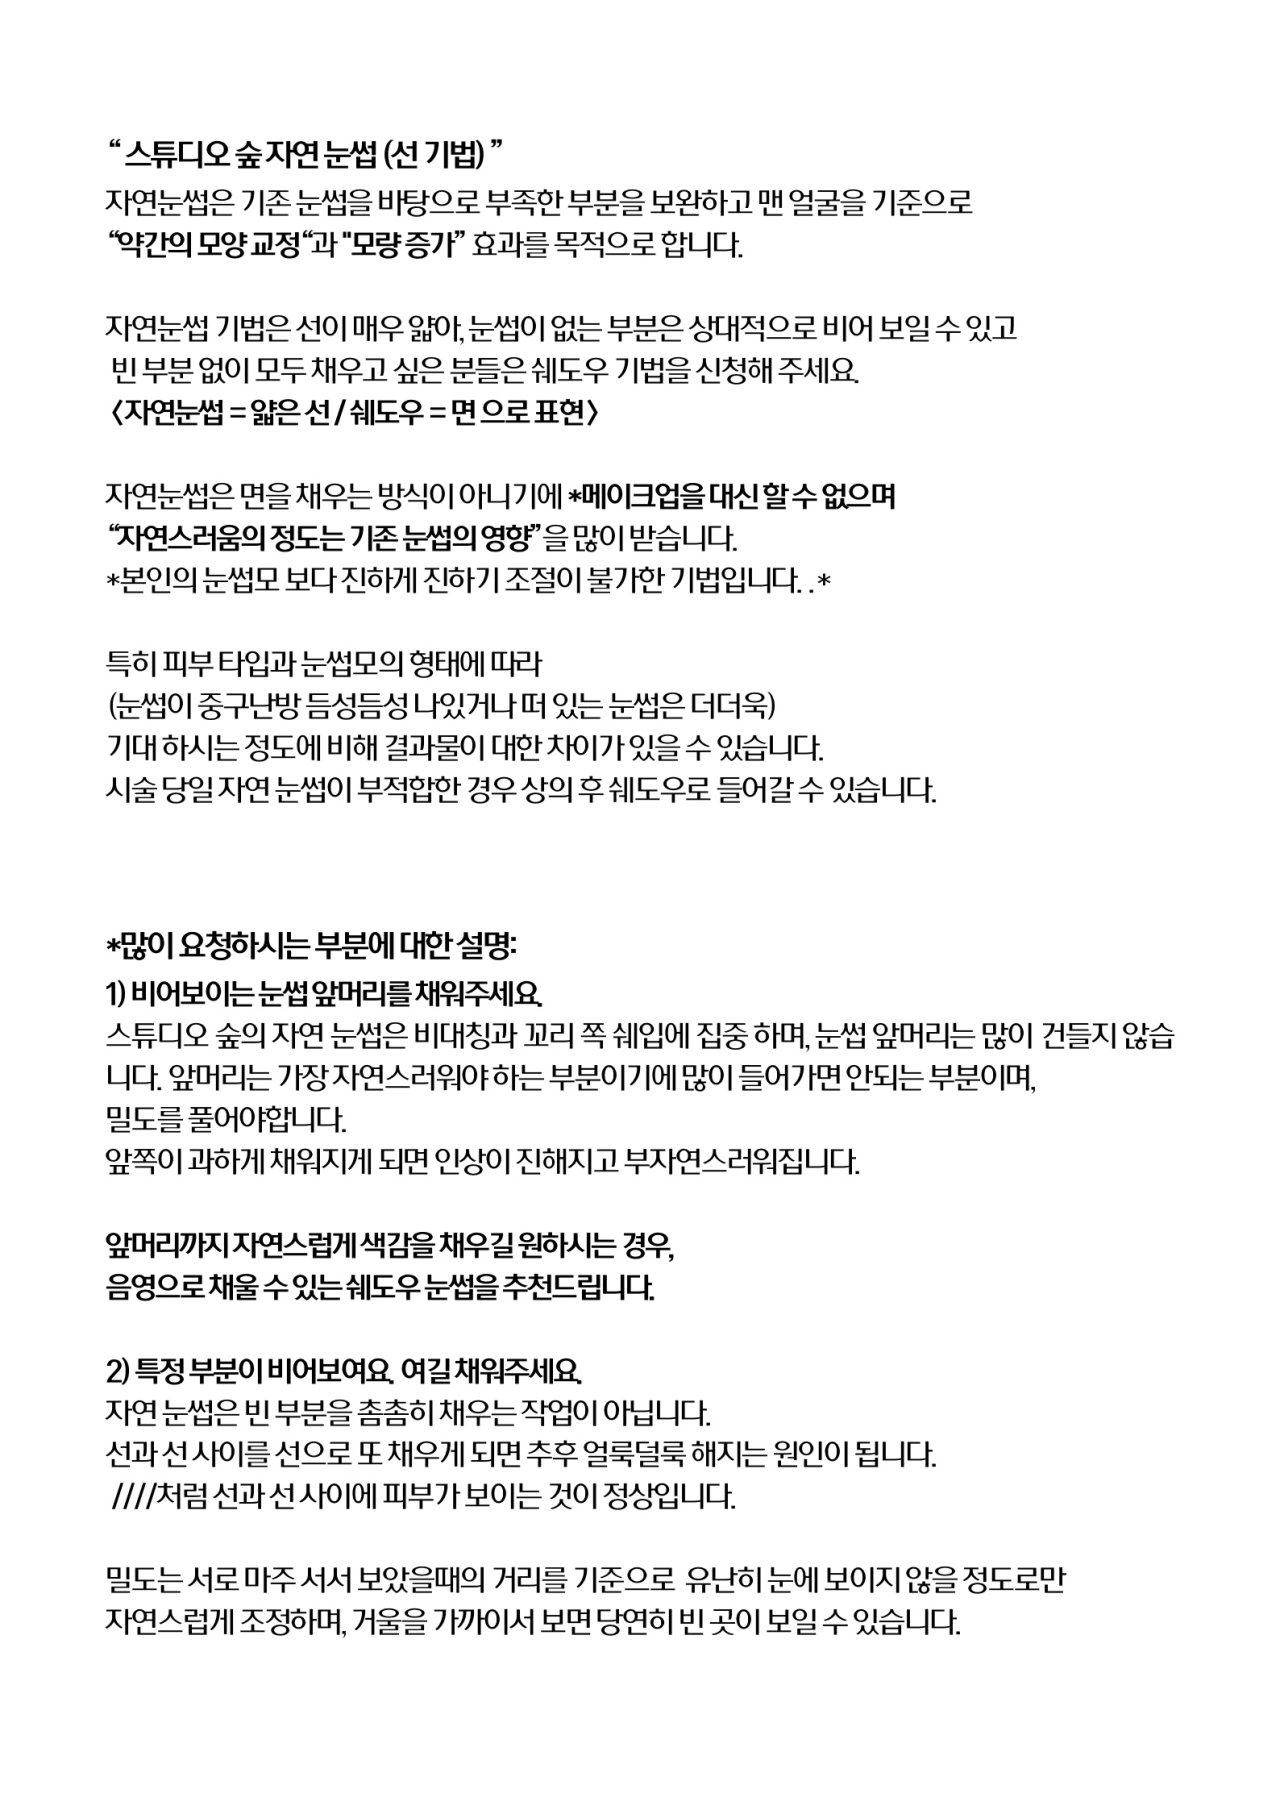 “ 스튜디오 숲 자연 눈썹 (선 기법) ”
자연눈썹은 기존 눈썹을 바탕으로 부족한 부분을 보완하고 맨 얼굴을 기준으로
“약간의 모양 교정“과 "모량 증가” 효과를 목적으로 합니다.
자연눈썹 기법은 선이 매우 얇아, 눈썹이 없는 부분은 상대적으로 비어 보일 수 있고
빈 부분 없이 모두 채우고 싶은 분들은 쉐도우 기법을 신청해 주세요.
<자연눈썹 = 얇은 선 / 쉐도우 = 면 으로 표현>
자연눈썹은 면을 채우는 방식이 아니기에 *메이크업을 대신 할 수 없으며
“자연스러움의 정도는 기존 눈썹의 영향”을 많이 받습니다.
*본인의 눈썹모 보다 진하게 진하기 조절이 불가한 기법입니다. .*
특히 피부 타입과 눈썹모의 형태에 따라
(눈썹이 중구난방 듬성듬성 나있거나 떠 있는 눈썹은 더더욱)
기대 하시는 정도에 비해 결과물이 대한 차이가 있을 수 있습니다.
시술 당일 자연 눈썹이 부적합한 경우 상의 후 쉐도우로 들어갈 수 있습니다.
*많이 요청하시는 부분에 대한 설명:
1) 비어보이는 눈썹 앞머리를 채워주세요.
스튜디오 숲의 자연 눈썹은 비대칭과 꼬리 쪽 쉐입에 집중 하며, 눈썹 앞머리는 많이 건들지 않습
니다. 앞머리는 가장 자연스러워야 하는 부분이기에 많이 들어가면 안되는 부분이며,
밀도를 풀어야합니다.
앞쪽이 과하게 채워지게 되면 인상이 진해지고 부자연스러워집니다.
앞머리까지 자연스럽게 색감을 채우길 원하시는 경우,
음영으로 채울 수 있는 쉐도우 눈썹을 추천드립니다.
2) 특정 부분이 비어보여요. 여길 채워주세요.
자연 눈썹은 빈 부분을 촘촘히 채우는 작업이 아닙니다.
선과 선 사이를 선으로 또 채우게 되면 추후 얼룩덜룩 해지는 원인이 됩니다.
////처럼 선과 선 사이에 피부가 보이는 것이 정상입니다.
밀도는 서로 마주 서서 보았을때의 거리를 기준으로 유난히 눈에 보이지 않을 정도로만
자연스럽게 조정하며, 거울을 가까이서 보면 당연히 빈 곳이 보일 수 있습니다.